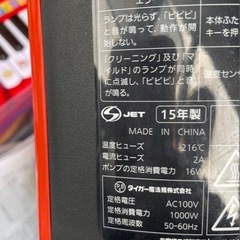 エラー
ランプは光らず、「ピピピ」
と音が鳴って、動作が開始
しない。
「クリーニング」及び「マ
イルド」のランプが同時に
点滅し、「ピピピ」と音が
鳴る。
本体ふた
キーを押
温度セン
JET
15年製
MADE IN CHINA
温度ヒューズ 216℃
電流ヒューズ 2A
ポンプの定格消費電力 16W
タイガー魔法瓶株式会社
定格電圧 AC100V
定格消費電力 1000W
定格周波数 50-60Hz